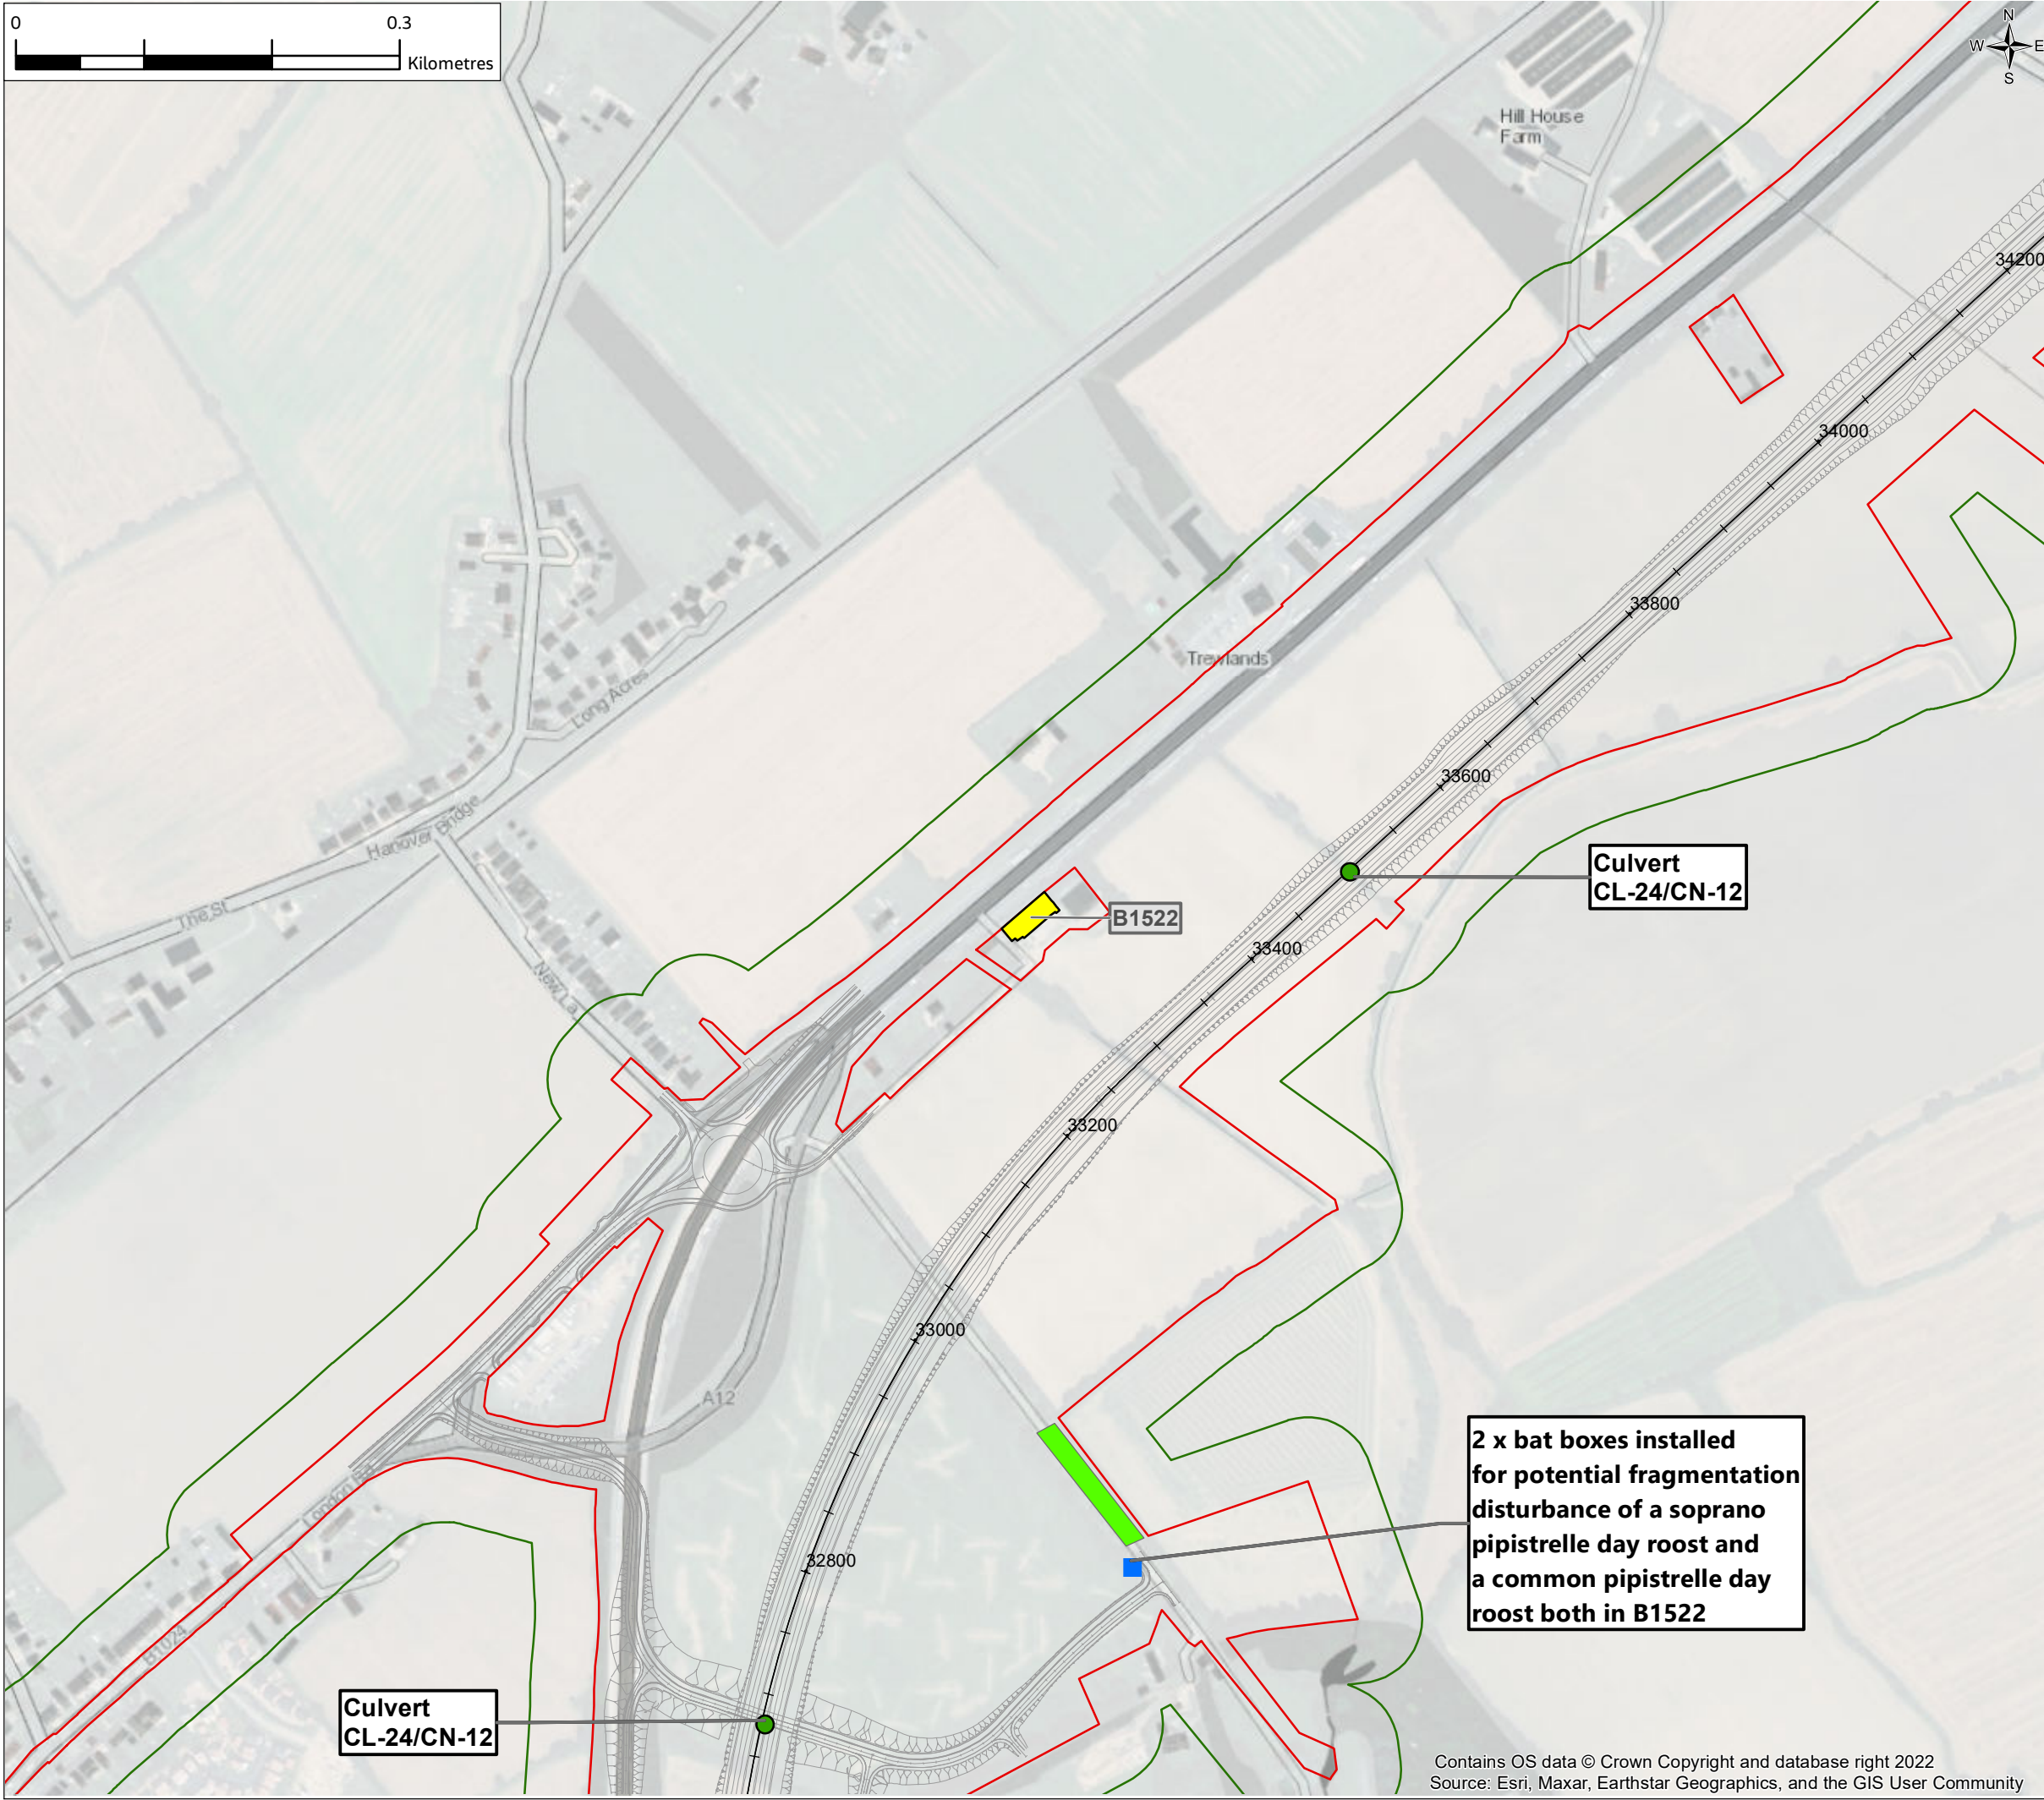 0 0.3
Kilometres
N
W E
S
Hill House
Farm
34200
34000
33800
Trewlands
Long Acres
33600
Hanover Bridge
Culvert
CL-24/CN-12
The St
B1522
33400
New La
33200
33000
A12
2 x bat boxes installed
for potential fragmentation
disturbance of a soprano
pipistrelle day roost and
a common pipistrelle day
roost both in B1522
London
32800
B1024
Culvert
CL-24/CN-12
Contains OS data © Crown Copyright and database right 2022
Source: Esri, Maxar, Earthstar Geographics, and the GIS User Community